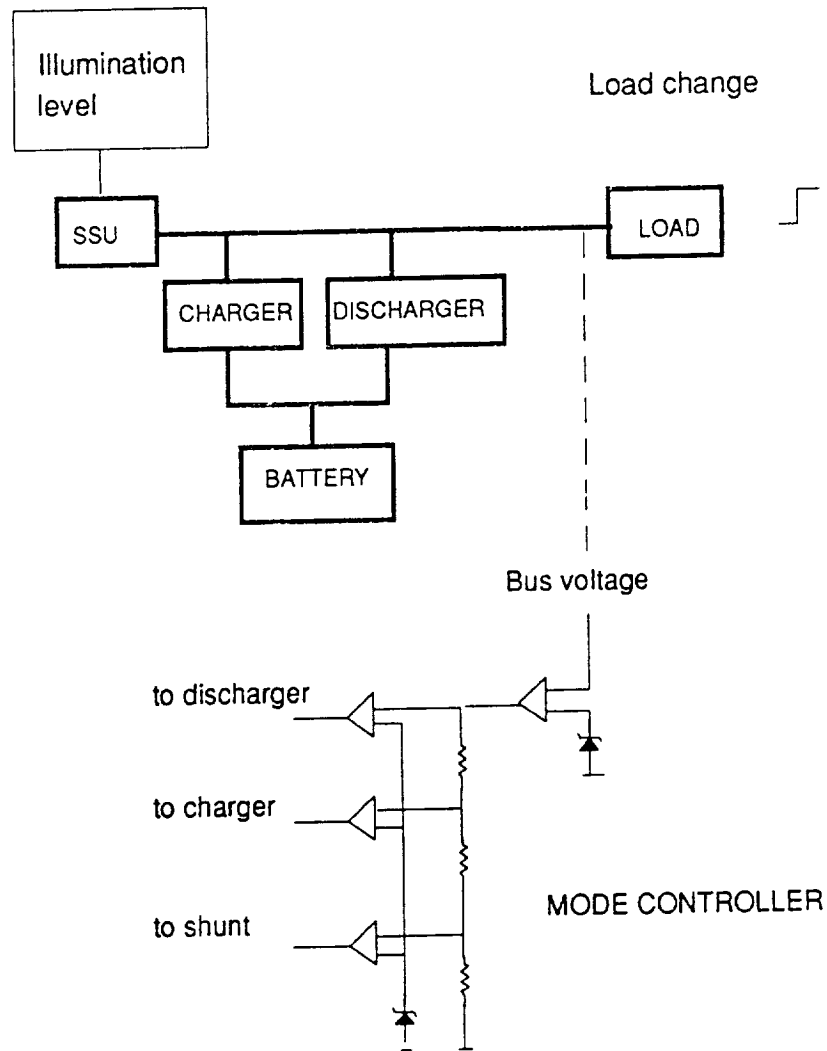 Illumination
level
Load change
SSU
LOAD
CHARGER
DISCHARGER
BATTERY
Bus voltage
to discharger
to charger
to shunt
MODE CONTROLLER